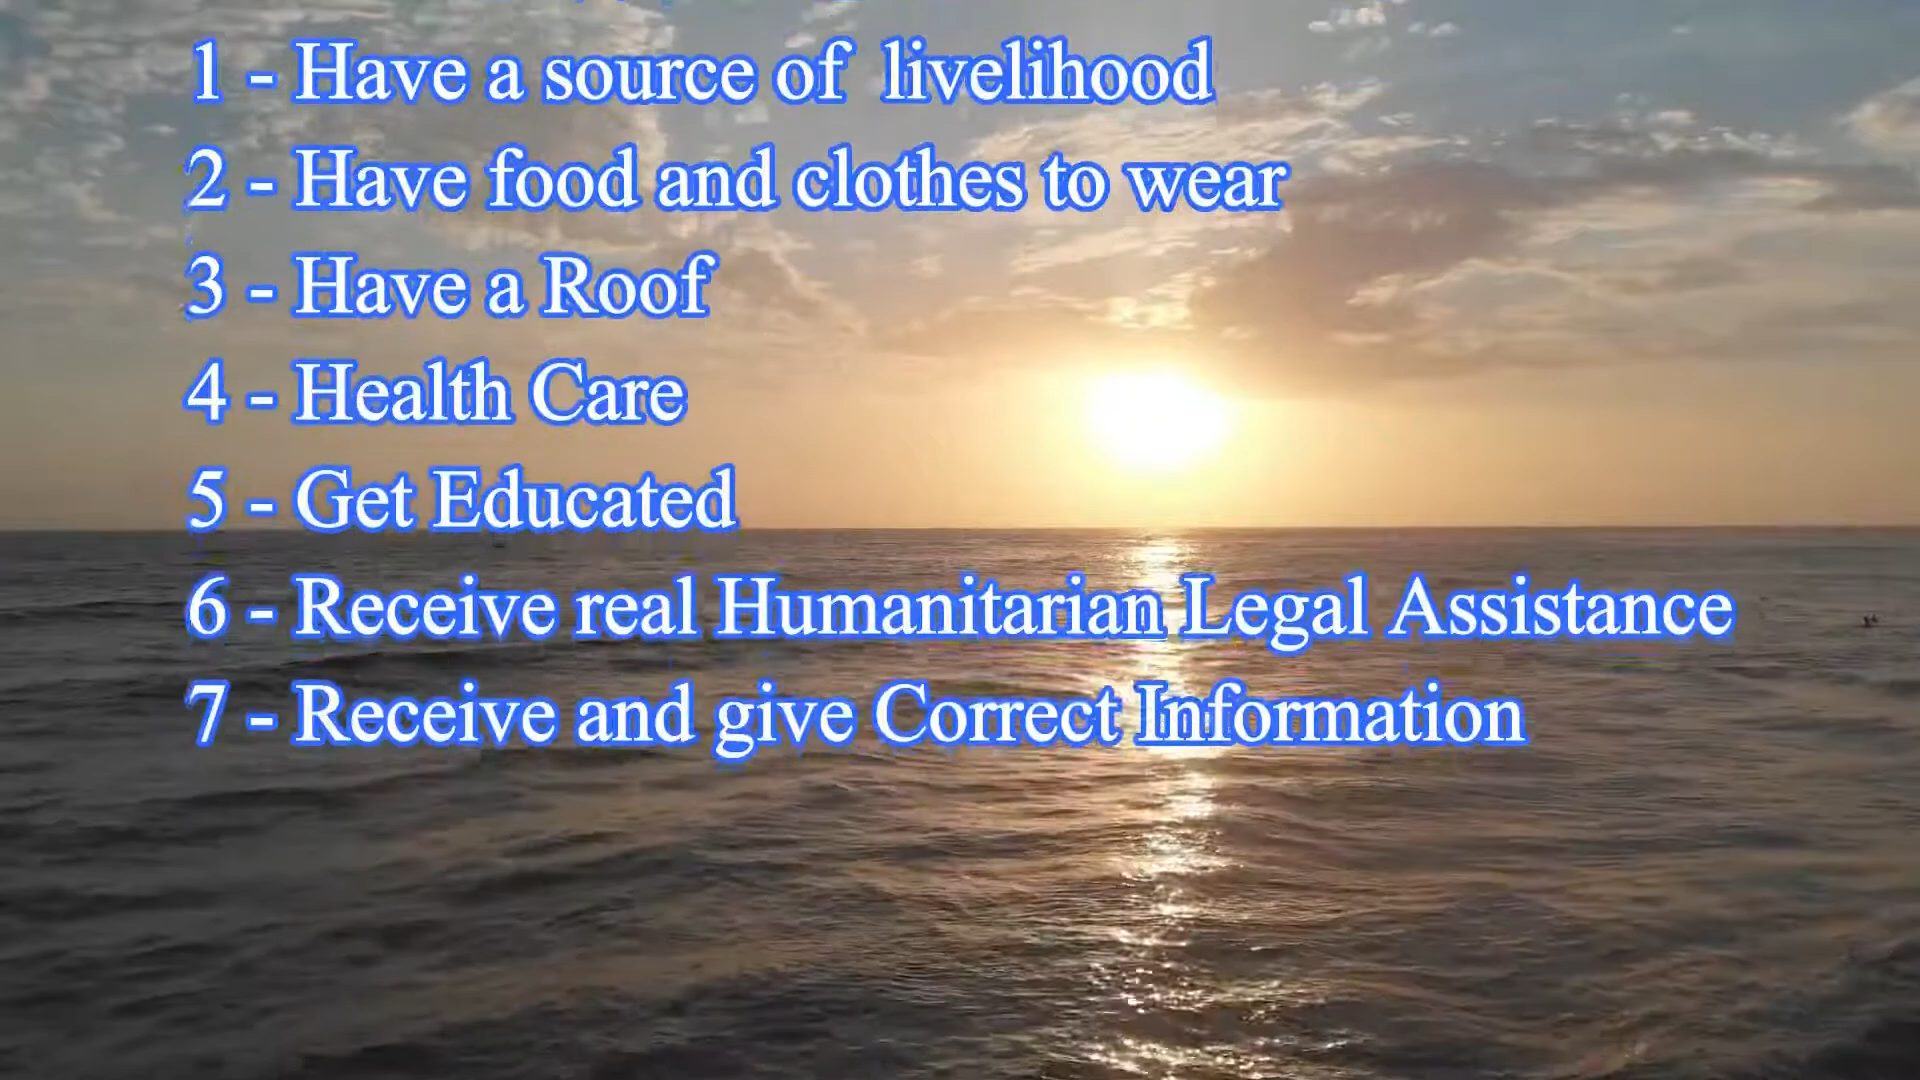 1 - Have a source of livelihood
2 - Have food and clothes to wear
3 - Have a Roof
4 - Health Care
5 - Get Educated
6 - Receive real Humanitarian Legal Assistance
7 - Receive and give Correct Information